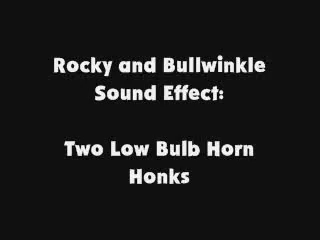 Rocky and Bullwinkle
Sound Effect:
Two Low Bulb Horn
Honks